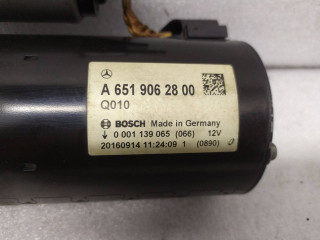 A 651 906 28 00
Q010
BOSCH Made in Germany
0 001 139 065 (066) 12V
20160914 11:24:09 1 (0890)